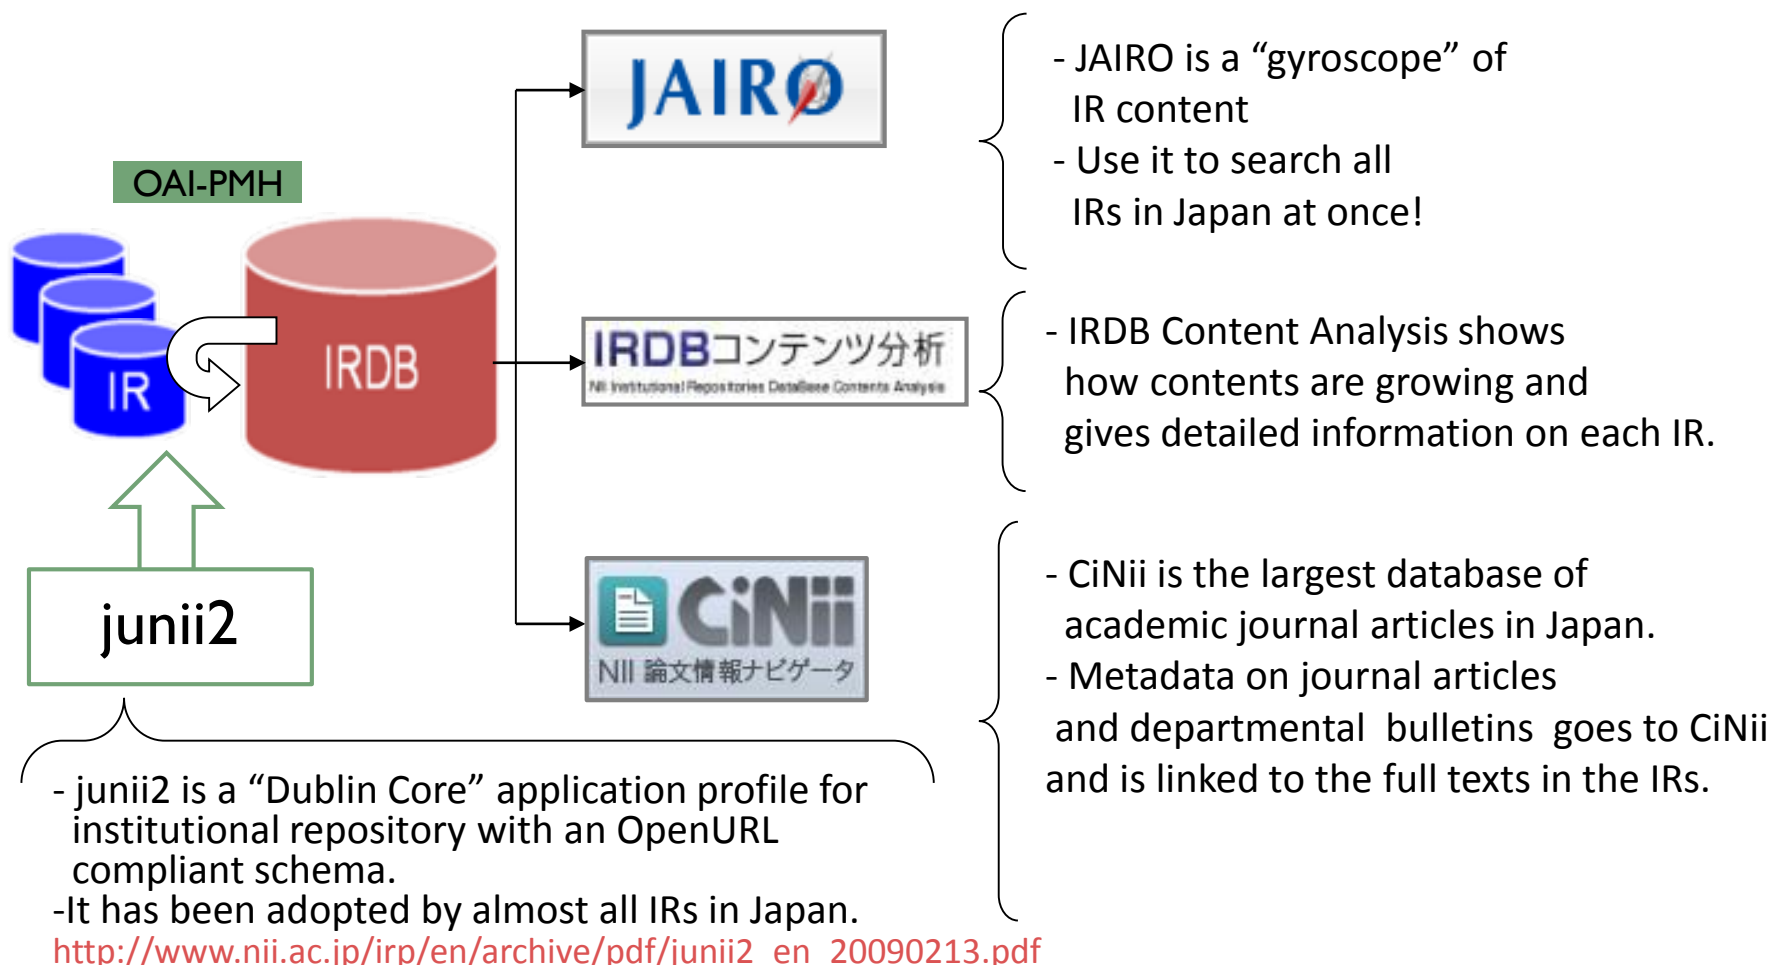 OAI-PMH
IR
IRDB
junii2
JAIRO
- JAIRO is a “gyroscope” of
IR content
- Use it to search all
IRs in Japan at once!
IRDBコンテンツ分析
NII Institutional Repositories DataBase Contents Analysis
- IRDB Content Analysis shows
how contents are growing and
gives detailed information on each IR.
CiNii
NII 論文情報ナビゲータ
- CiNii is the largest database of
academic journal articles in Japan.
- Metadata on journal articles
and departmental bulletins goes to CiNii
and is linked to the full texts in the IRs.
- junii2 is a “Dublin Core” application profile for
institutional repository with an OpenURL
compliant schema.
-It has been adopted by almost all IRs in Japan.
http://www.nii.ac.jp/irp/en/archive/pdf/junii2_en_20090213.pdf